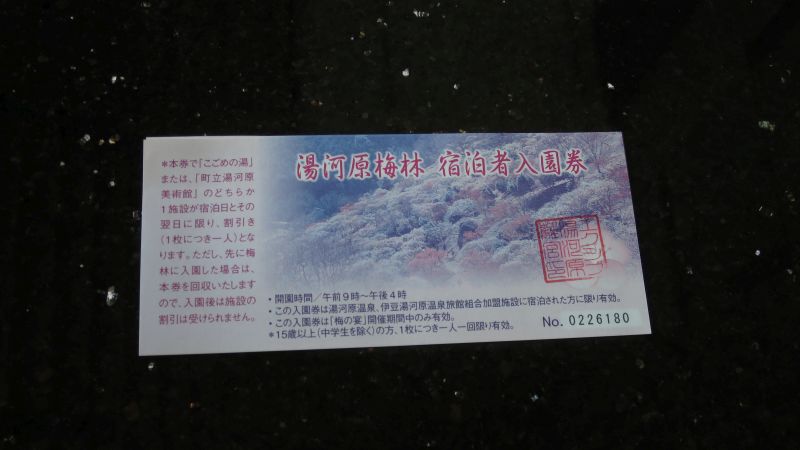 ＊本券で「こごめの湯」
または、「町立湯河原
美術館」のどちらか
1施設が宿泊日とその
翌日に限り、割引き
（1枚につき一人）と
なります。ただし、先に梅
林に入園した場合は、
本券を回収いたします
ので、入園後は施設の
割引は受けられません。
湯河原梅林 宿泊者入園券
・開園時間／午前9時〜午後4時
・この入園券は湯河原温泉、伊豆湯河原温泉旅館組合加盟施設に宿泊された方に限り有効。
・この入園券は「梅の宴」開催期間中のみ有効。
＊15歳以上（中学生を除く）の方、1枚につき一人一回限り有効。
No. 0226180